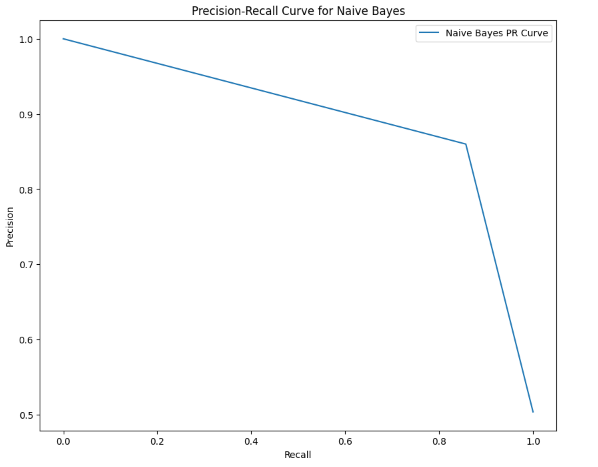 Precision-Recall Curve for Naive Bayes
Naive Bayes PR Curve
1.0
0.9
0.8
0.7
0.6
0.5
Precision
0.0 0.2 0.4 0.6 0.8 1.0
Recall